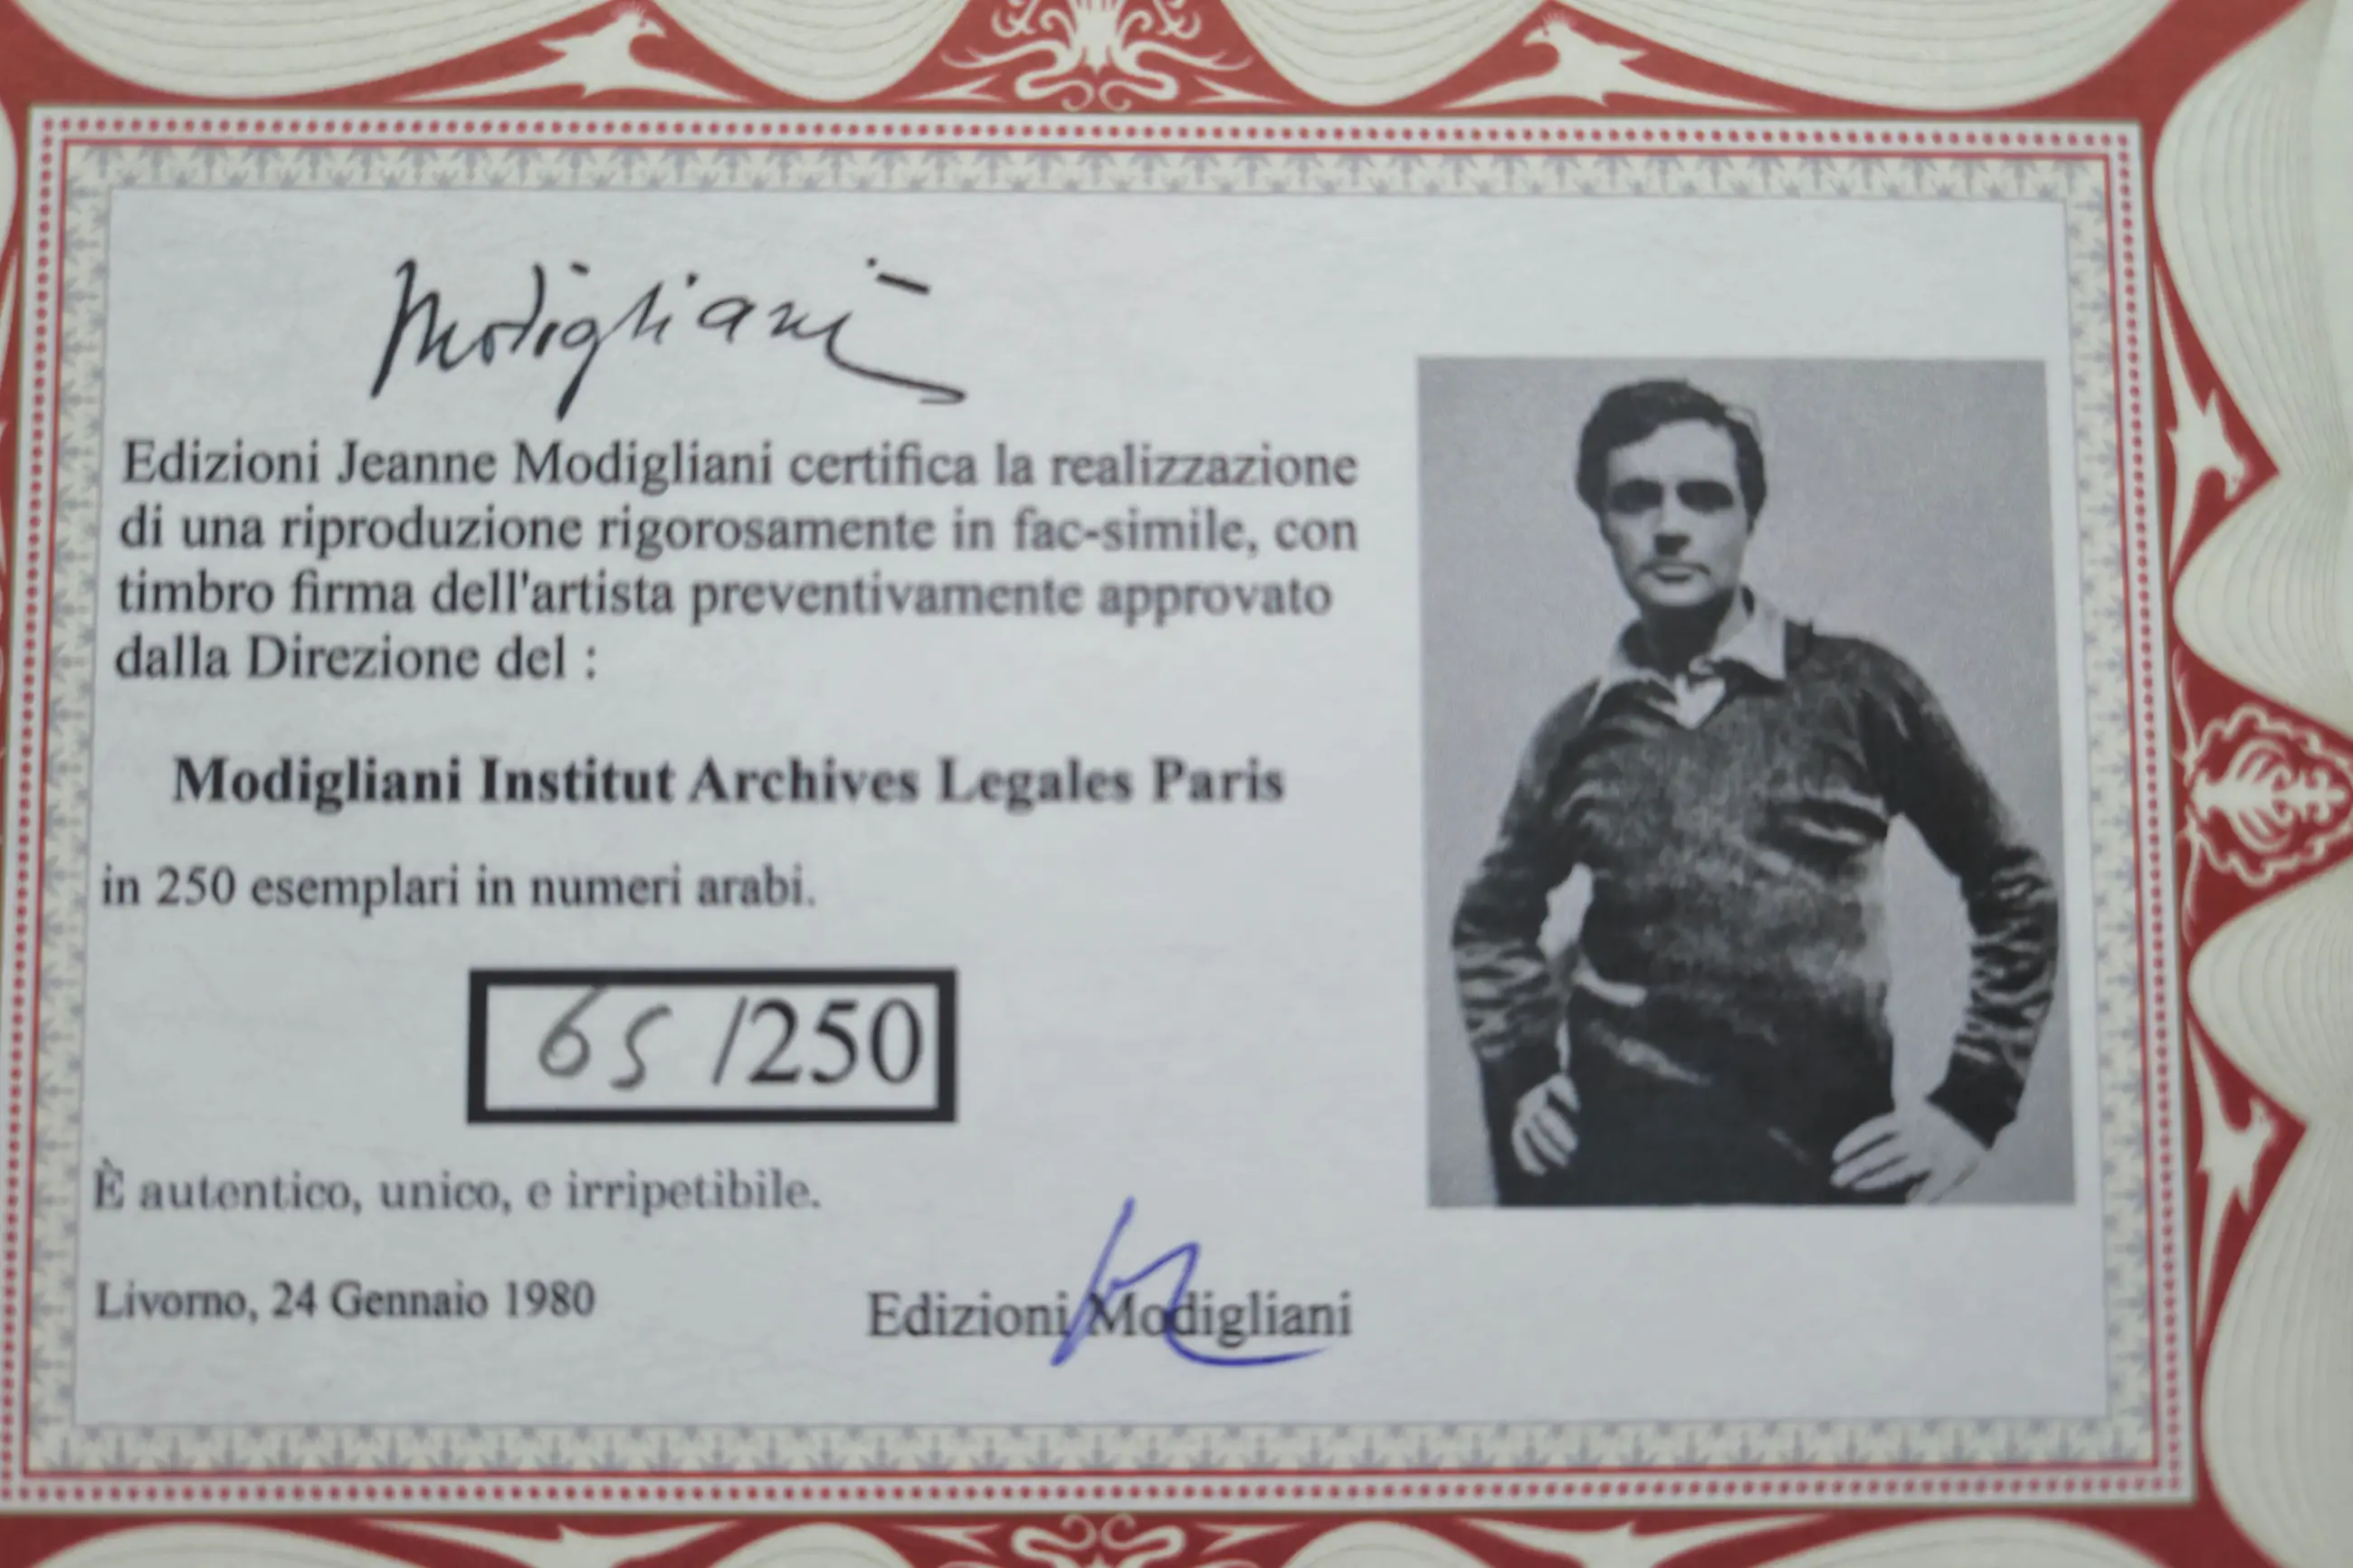 Modigliani
Edizioni Jeanne Modigliani certifica la realizzazione
di una riproduzione rigorosamente in fac-simile, con
timbro firma dell'artista preventivamente approvato
dalla Direzione del :
Modigliani Institut Archives Legales Paris
in 250 esemplari in numeri arabi.
65 /250
È autentico, unico, e irripetibile.
Livorno, 24 Gennaio 1980
Edizioni Modigliani